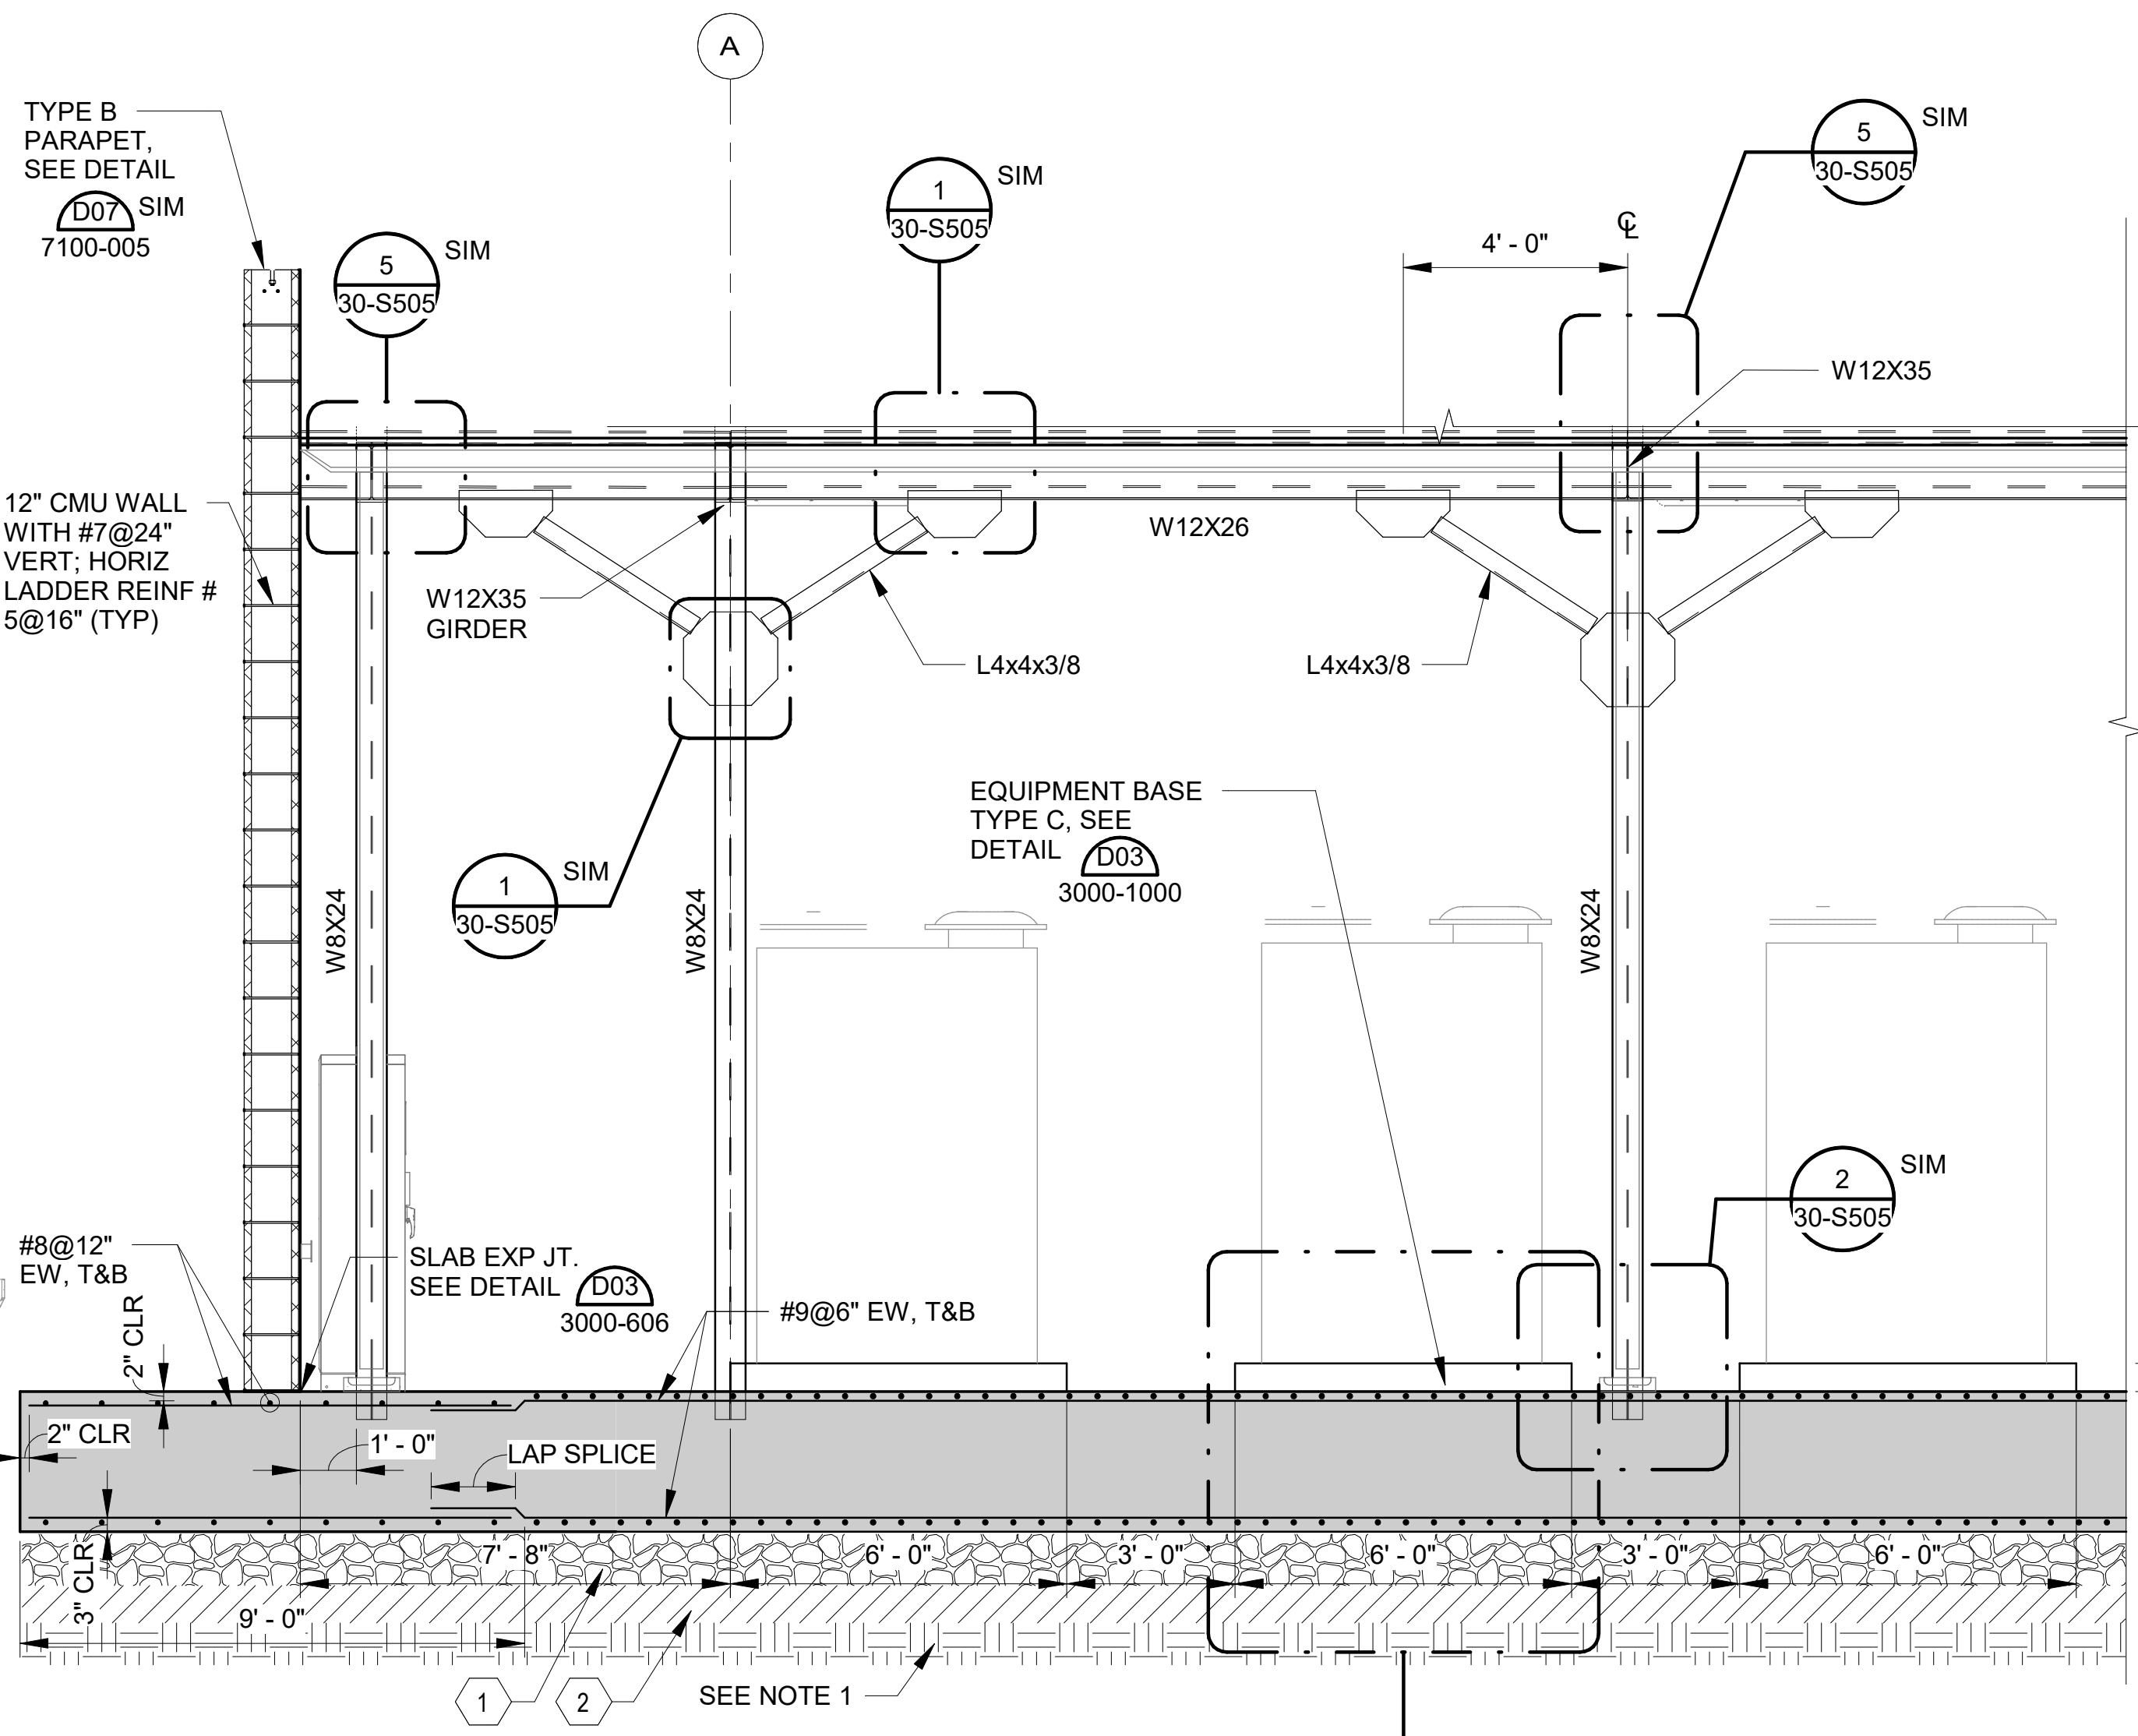 A
TYPE B
PARAPET,
SEE DETAIL
D07
SIM
7100-005
5
30-S505
SIM
1
30-S505
SIM
5
30-S505
SIM
4' - 0"
CL
W12X35
12" CMU WALL
WITH #7@24"
VERT; HORIZ
LADDER REINF #
5@16" (TYP)
W12X26
W12X35
GIRDER
L4x4x3/8
L4x4x3/8
EQUIPMENT BASE
TYPE C, SEE
DETAIL
D03
3000-1000
1
30-S505
SIM
W8X24
W8X24
W8X24
2
30-S505
SIM
#8@12"
EW, T&B
2" CLR
SLAB EXP JT.
SEE DETAIL
D03
3000-606
#9@6" EW, T&B
2" CLR
1' - 0"
LAP SPLICE
3" CLR
7' - 8"
6' - 0"
3' - 0"
6' - 0"
3' - 0"
6' - 0"
9' - 0"
1
2
SEE NOTE 1